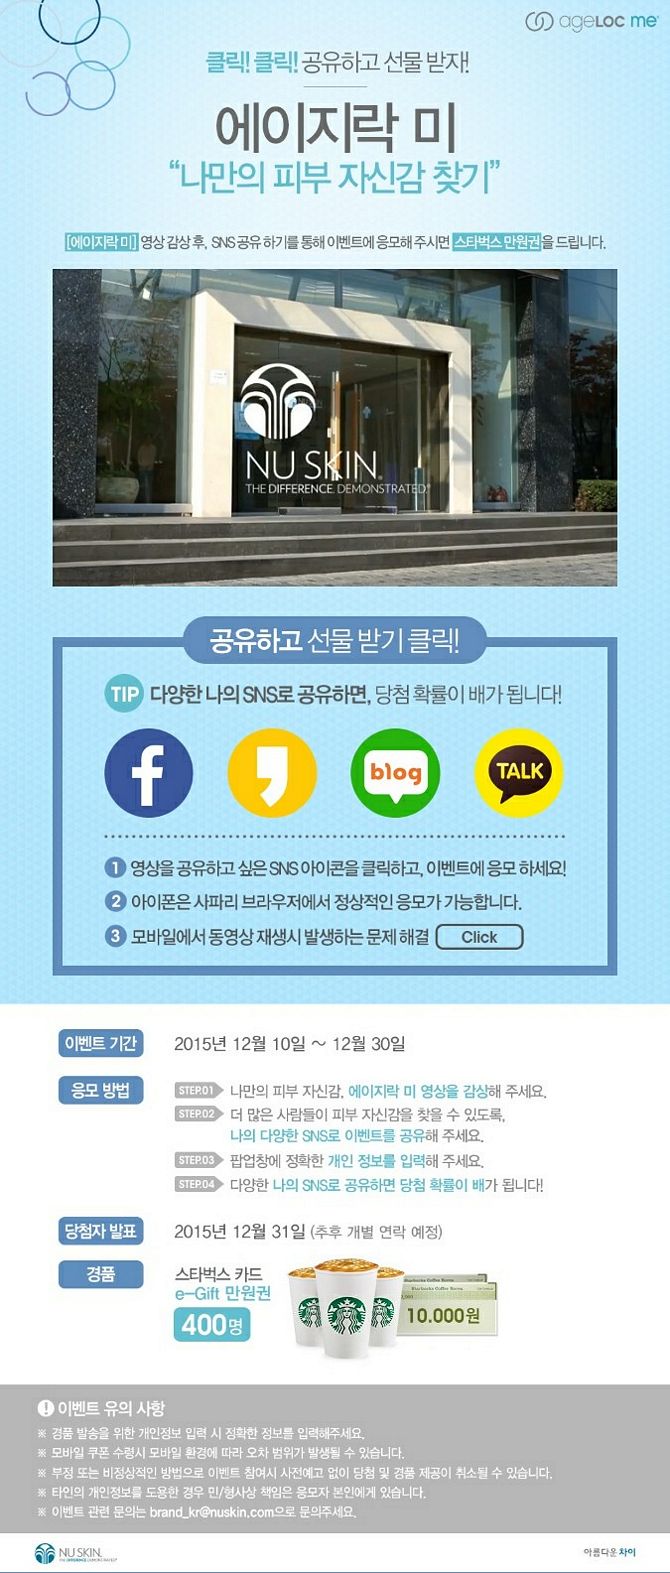 ageLOC me
클릭! 클릭! 공유하고 선물 받자!
에이지락 미
“나만의 피부 자신감 찾기”
[에이지락 미] 영상 감상 후, SNS 공유 하기를 통해 이벤트에 응모해 주시면 스타벅스 만원권을 드립니다.
NU SKIN®
THE DIFFERENCE. DEMONSTRATED.®
공유하고 선물 받기 클릭!
TIP 다양한 나의 SNS로 공유하면, 당첨 확률이 배가 됩니다!
f
blog
TALK
1 영상을 공유하고 싶은 SNS 아이콘을 클릭하고, 이벤트에 응모 하세요!
2 아이폰은 사파리 브라우저에서 정상적인 응모가 가능합니다.
3 모바일에서 동영상 재생시 발생하는 문제 해결 Click
이벤트 기간 2015년 12월 10일 ~ 12월 30일
응모 방법 STEP.01 나만의 피부 자신감, 에이지락 미 영상을 감상해 주세요.
STEP.02 더 많은 사람들이 피부 자신감을 찾을 수 있도록,
나의 다양한 SNS로 이벤트를 공유해 주세요.
STEP.03 팝업창에 정확한 개인 정보를 입력해 주세요.
STEP.04 다양한 나의 SNS로 공유하면 당첨 확률이 배가 됩니다!
당첨자 발표 2015년 12월 31일 (추후 개별 연락 예정)
경품 스타벅스 카드
e-Gift 만원권
400명
Starbucks Coffee Korea
10.000원
! 이벤트 유의 사항
※ 경품 발송을 위한 개인정보 입력 시 정확한 정보를 입력해주세요.
※ 모바일 쿠폰 수령시 모바일 환경에 따라 오차 범위가 발생될 수 있습니다.
※ 부정 또는 비정상적인 방법으로 이벤트 참여시 사전예고 없이 당첨 및 경품 제공이 취소될 수 있습니다.
※ 타인의 개인정보를 도용한 경우 민/형사상 책임은 응모자 본인에게 있습니다.
※ 이벤트 관련 문의는 brand_kr@nuskin.com으로 문의주세요.
NU SKIN.
THE DIFFERENCE. DEMONSTRATED.
아름다운 차이